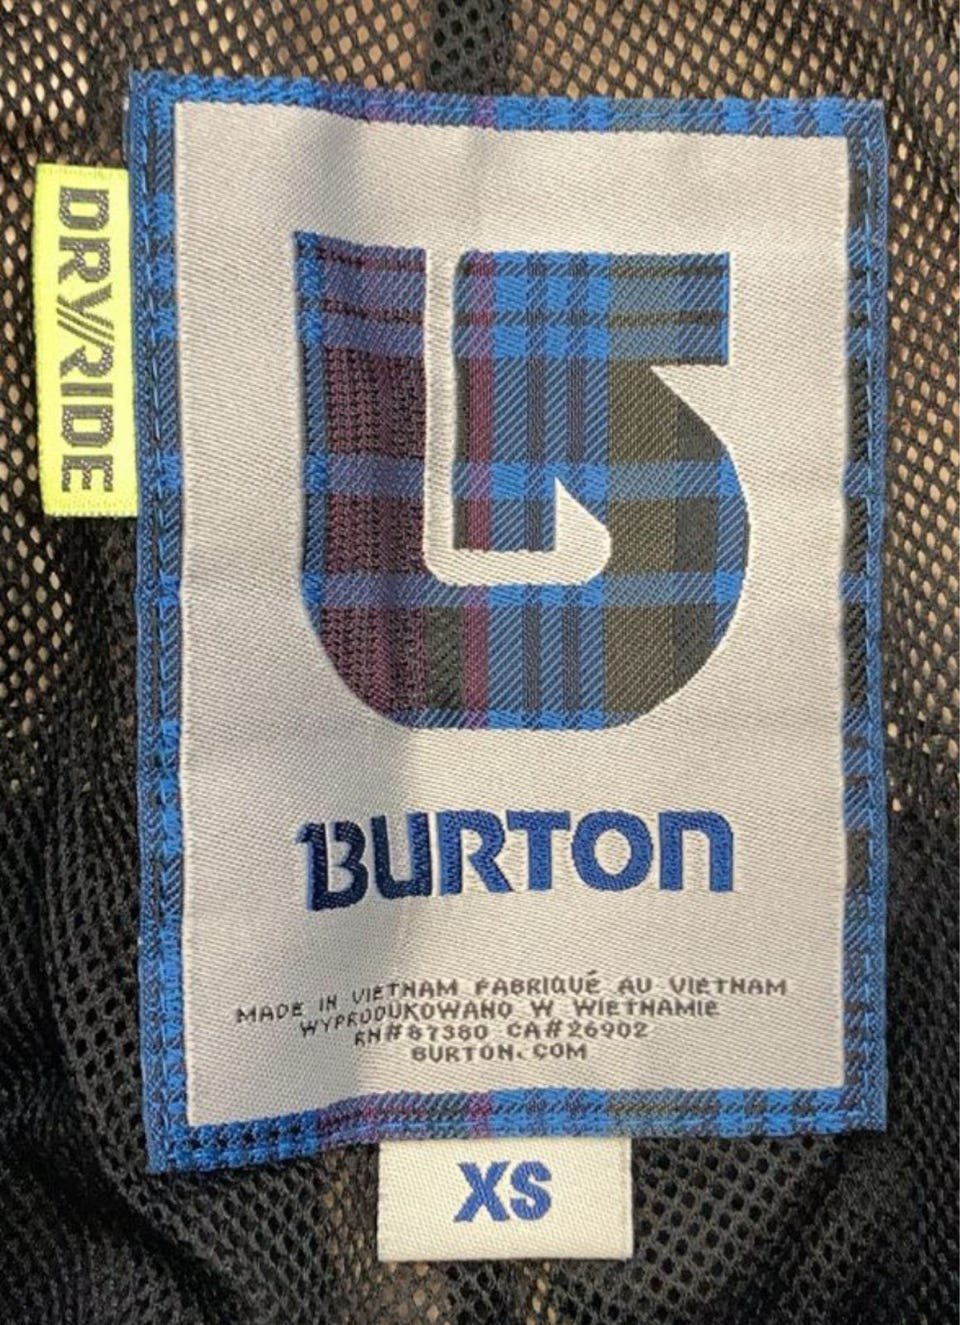 DRY///RIDE
BURTON
MADE IN VIETNAM FABRIQUÉ AU VIETNAM
WYPRODUKOWANO W WIETNAMIE
RN#87380 CA#26902
BURTON.COM
XS